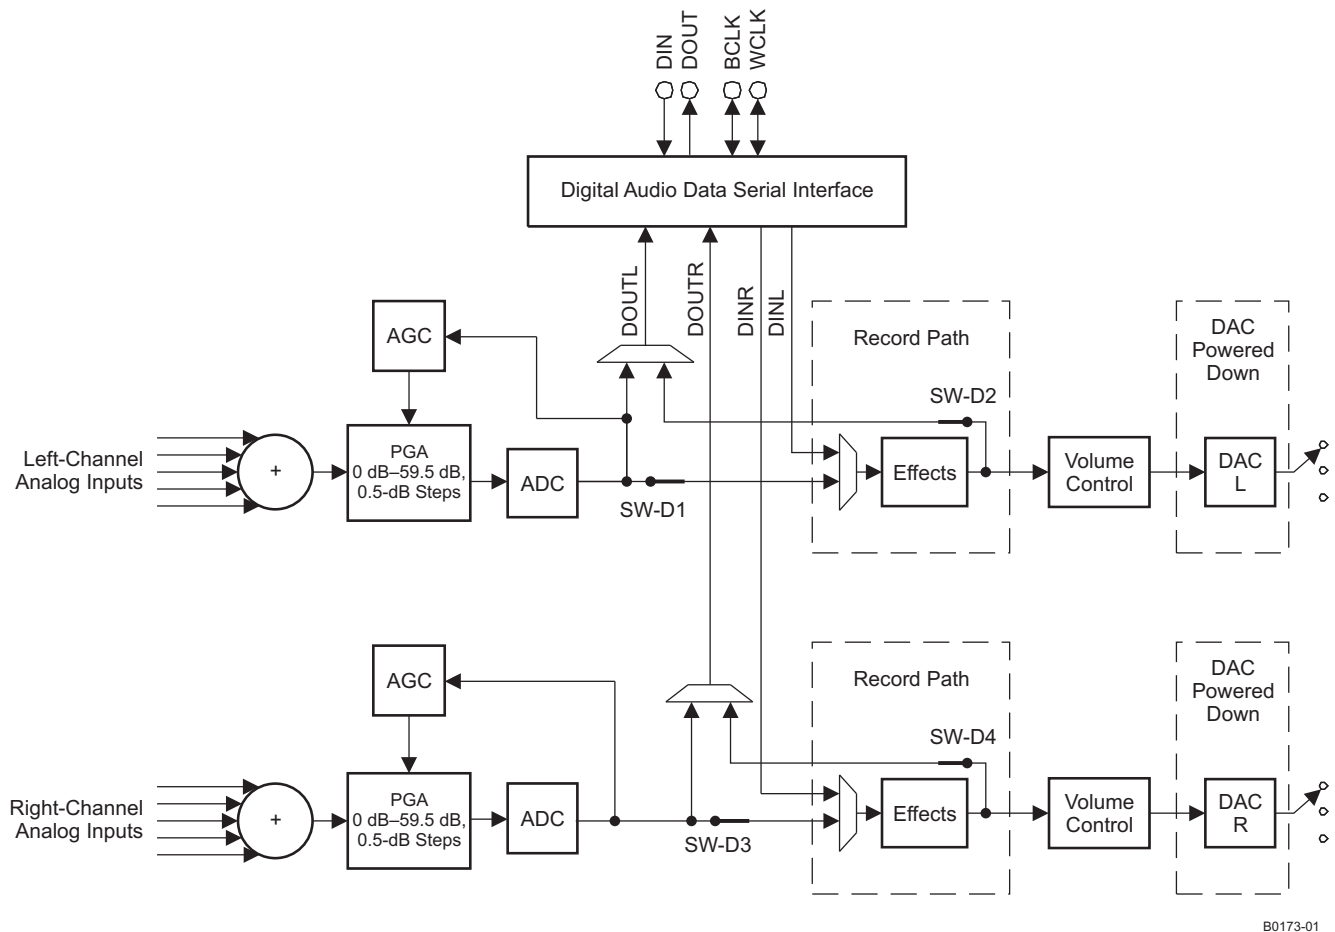 DIN
DOUT
BCLK
WCLK
Digital Audio Data Serial Interface
DOUTL
DOUTR
DINR
DINL
AGC
Record Path
DAC
Powered
Down
SW-D2
Left-Channel
Analog Inputs
+
PGA
0 dB–59.5 dB,
0.5-dB Steps
ADC
SW-D1
Effects
Volume
Control
DAC
L
AGC
Record Path
DAC
Powered
Down
SW-D4
Right-Channel
Analog Inputs
+
PGA
0 dB–59.5 dB,
0.5-dB Steps
ADC
SW-D3
Effects
Volume
Control
DAC
R
B0173-01